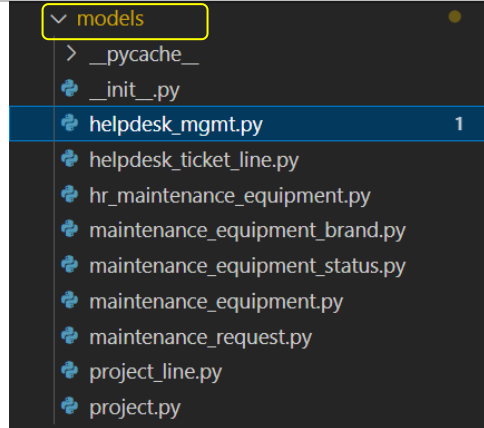 models
__pycache__
__init__.py
helpdesk_mgmt.py 1
helpdesk_ticket_line.py
hr_maintenance_equipment.py
maintenance_equipment_brand.py
maintenance_equipment_status.py
maintenance_equipment.py
maintenance_request.py
project_line.py
project.py